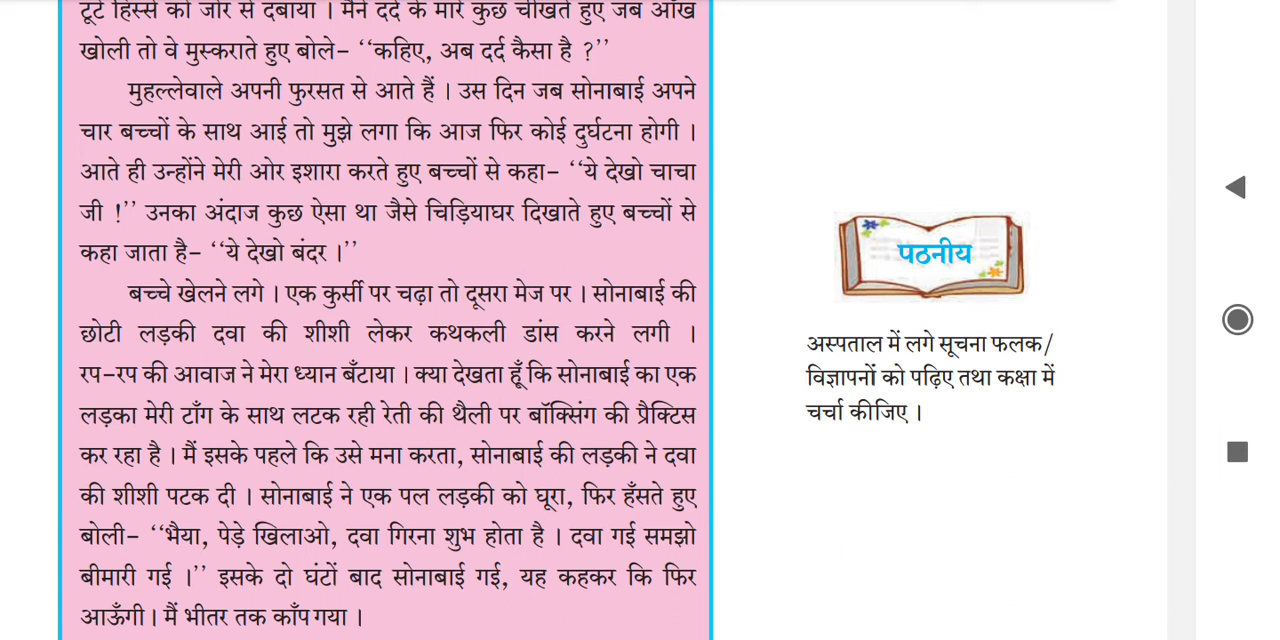 टूटे हिस्से को जोर से दबाया । मैंने दर्द के मारे कुछ चीखते हुए जब आँख
खोली तो वे मुस्कराते हुए बोले- ‘‘कहिए, अब दर्द कैसा है ?’’
मुहल्लेवाले अपनी फुरसत से आते हैं । उस दिन जब सोनाबाई अपने
चार बच्चों के साथ आई तो मुझे लगा कि आज फिर कोई दुर्घटना होगी ।
आते ही उन्होंने मेरी ओर इशारा करते हुए बच्चों से कहा- ‘‘ये देखो चाचा
जी !’’ उनका अंदाज कुछ ऐसा था जैसे चिड़ियाघर दिखाते हुए बच्चों से
कहा जाता है- ‘‘ये देखो बंदर ।’’
बच्चे खेलने लगे । एक कुर्सी पर चढ़ा तो दूसरा मेज पर । सोनाबाई की
छोटी लड़की दवा की शीशी लेकर कथकली डांस करने लगी ।
रप-रप की आवाज ने मेरा ध्यान बँटाया । क्या देखता हूँ कि सोनाबाई का एक
लड़का मेरी टाँग के साथ लटक रही रेती की थैली पर बॉक्सिंग की प्रैक्टिस
कर रहा है । मैं इसके पहले कि उसे मना करता, सोनाबाई की लड़की ने दवा
की शीशी पटक दी । सोनाबाई ने एक पल लड़की को घूरा, फिर हँसते हुए
बोली- ‘‘भैया, पेड़े खिलाओ, दवा गिरना शुभ होता है । दवा गई समझो
बीमारी गई ।’’ इसके दो घंटों बाद सोनाबाई गई, यह कहकर कि फिर
आऊँगी । मैं भीतर तक काँप गया ।
पठनीय
अस्पताल में लगे सूचना फलक/
विज्ञापनों को पढ़िए तथा कक्षा में
चर्चा कीजिए ।